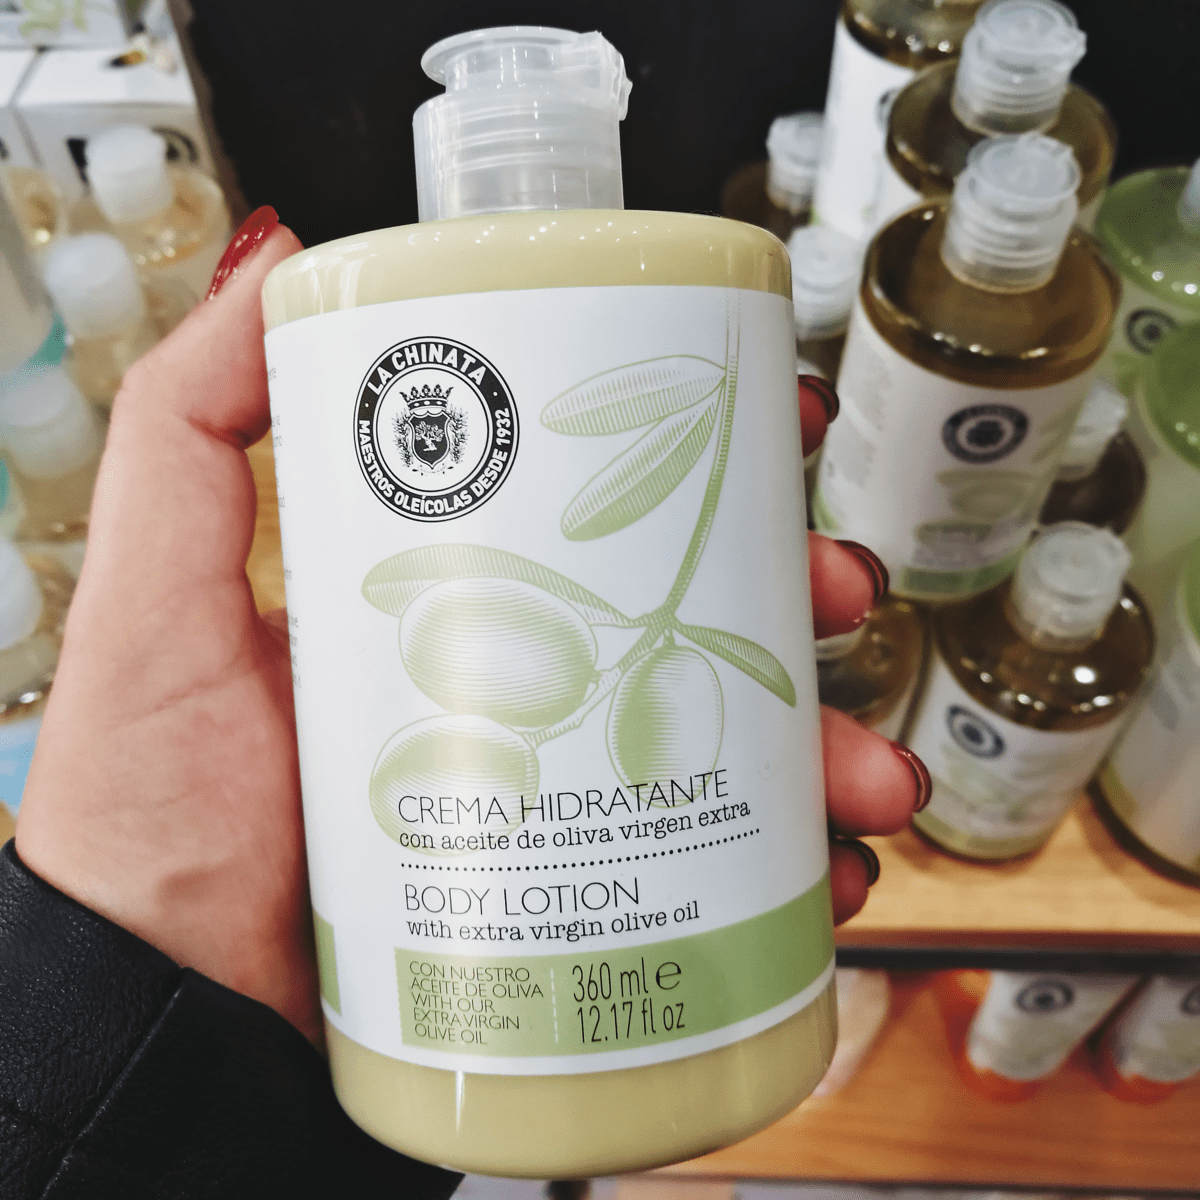 LA CHINATA
MAESTROS OLEÍCOLAS DESDE 1932
CREMA HIDRATANTE
con aceite de oliva virgen extra
BODY LOTION
with extra virgin olive oil
CON NUESTRO
ACEITE DE OLIVA
WITH OUR
EXTRA VIRGIN
OLIVE OIL
360 ml e
12.17 fl oz